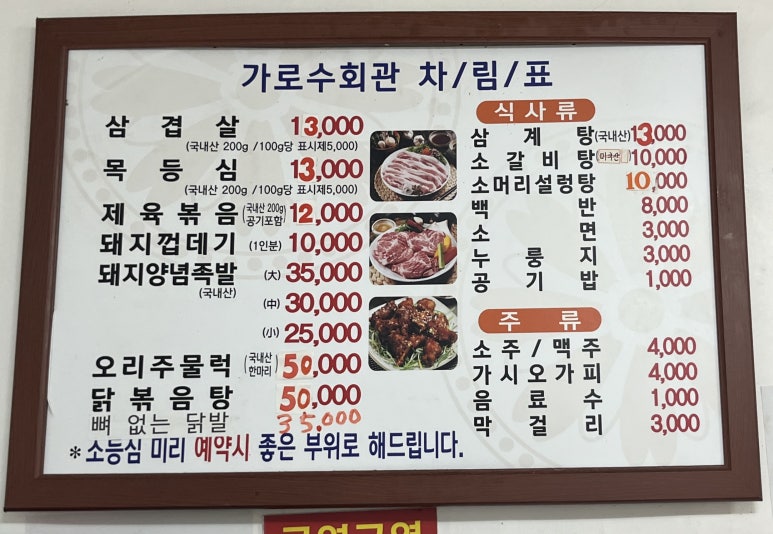 가로수회관 차/림/표
삼겹살 13,000
(국내산 200g /100g당 표시제5,000)
목등심 13,000
(국내산 200g /100g당 표시제5,000)
제육볶음 (국내산 200g 공기포함) 12,000
돼지껍데기 (1인분) 10,000
돼지양념족발 (大) 35,000
(국내산)
(中) 30,000
(小) 25,000
오리주물럭 (국내산 한마리) 50,000
닭볶음탕 50,000
뼈 없는 닭발 35,000
식사류
삼계탕 (국내산) 13,000
소갈비탕 (미국산) 10,000
소머리설렁탕 10,000
백반 8,000
소면 3,000
누룽지 3,000
공기밥 1,000
주류
소주/맥주 4,000
가시오가피 4,000
음료수 1,000
막걸리 3,000
*소등심 미리 예약시 좋은 부위로 해드립니다.